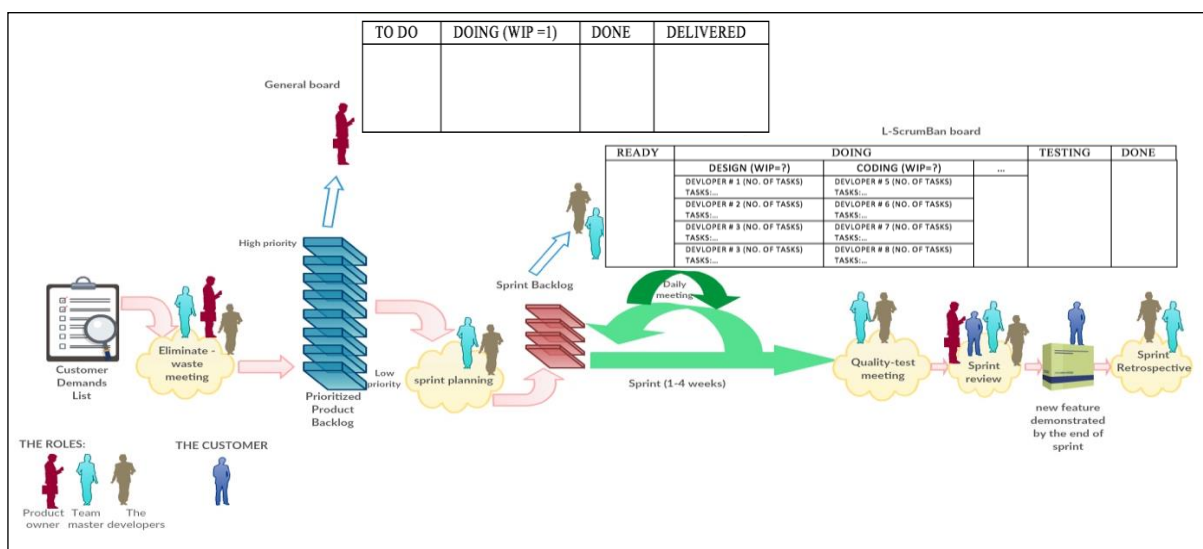 TO DO DOING (WIP =1) DONE DELIVERED
General board
L-ScrumBan board
READY DOING TESTING DONE
DESIGN (WIP=?) CODING (WIP=?) ...
DEVLOPER # 1 (NO. OF TASKS) DEVLOPER # 5 (NO. OF TASKS)
TASKS:... TASKS:...
DEVLOPER # 2 (NO. OF TASKS) DEVLOPER # 6 (NO. OF TASKS)
TASKS:... TASKS:...
DEVLOPER # 3 (NO. OF TASKS) DEVLOPER # 7 (NO. OF TASKS)
TASKS:... TASKS:...
DEVLOPER # 3 (NO. OF TASKS) DEVLOPER # 8 (NO. OF TASKS)
TASKS:... TASKS:...
High priority
Low
priority
Customer
Demands
List
Eliminate -
waste meeting
Prioritized
Product
Backlog
sprint planning
Sprint Backlog
Daily
meeting
Sprint (1-4 weeks)
Quality-test
meeting
Sprint
review
new feature
demonstrated
by the end of
sprint
Sprint
Retrospective
THE ROLES: THE CUSTOMER
Product Team The
owner master developers